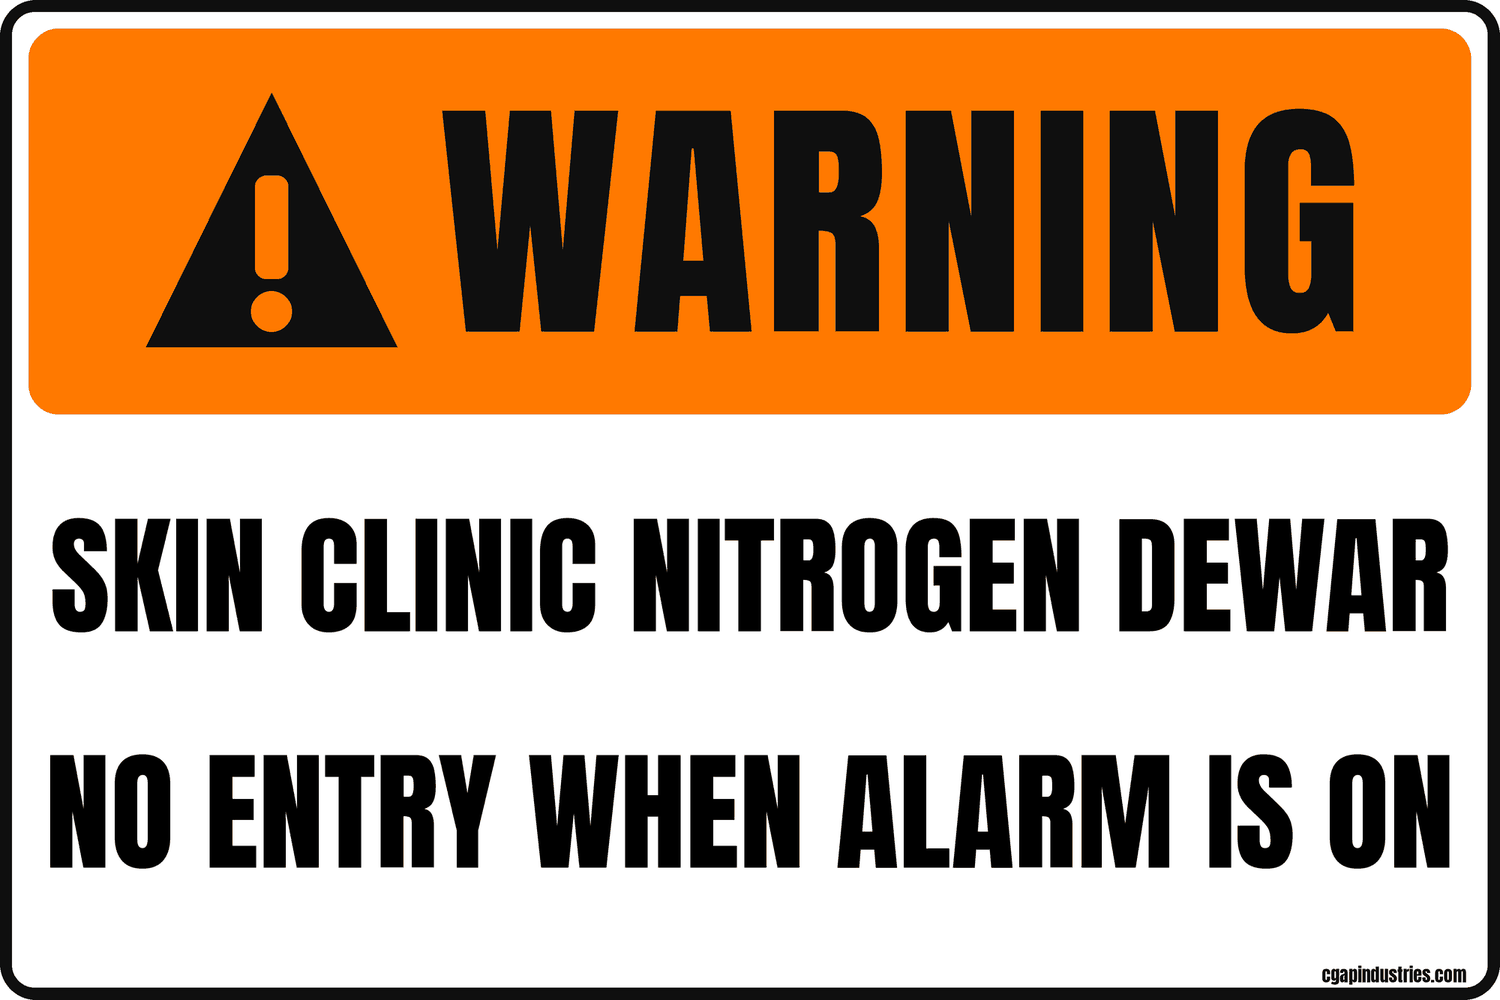 WARNING
SKIN CLINIC NITROGEN DEWAR
NO ENTRY WHEN ALARM IS ON
cgapindustries.com